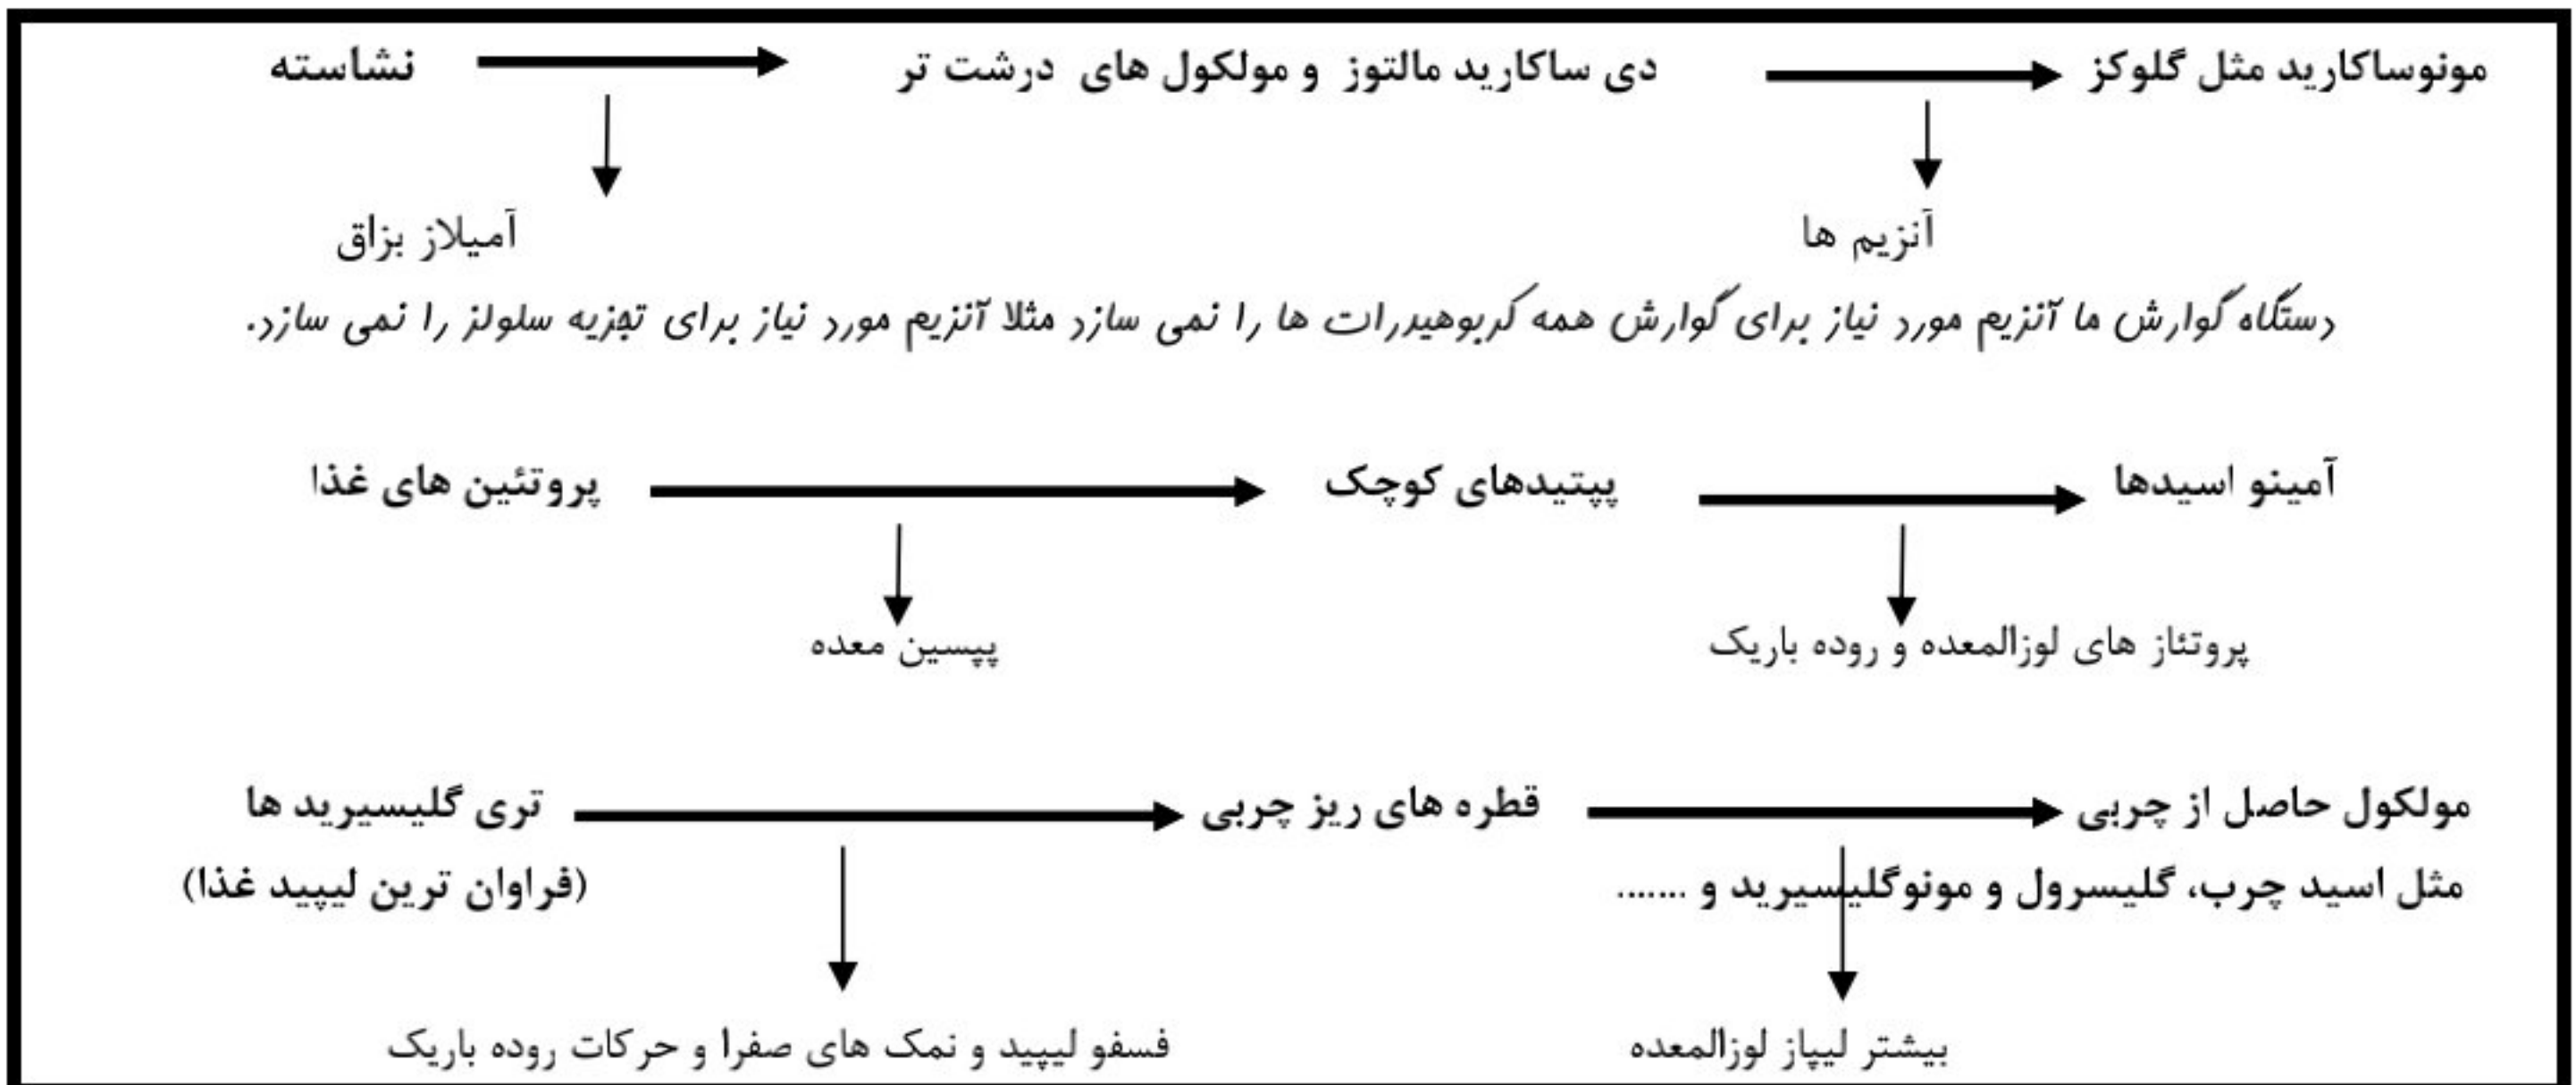 نشاسته
دی ساکارید مالتوز و مولکول های درشت تر
مونوساکارید مثل گلوکز
آمیلاز بزاق
آنزیم ها
دستگاه گوارش ما آنزیم مورد نیاز برای گوارش همه کربوهیدرات ها را نمی سازد مثلا آنزیم مورد نیاز برای تجزیه سلولز را نمی سازد.
پروتئین های غذا
پپتیدهای کوچک
آمینو اسیدها
پپسین معده
پروتئاز های لوزالمعده و روده باریک
تری گلیسیرید ها
(فراوان ترین لیپید غذا)
قطره های ریز چربی
مولکول حاصل از چربی
مثل اسید چرب، گلیسرول و مونوگلیسیرید و .......
فسفو لیپید و نمک های صفرا و حرکات روده باریک
بیشتر لیپاز لوزالمعده